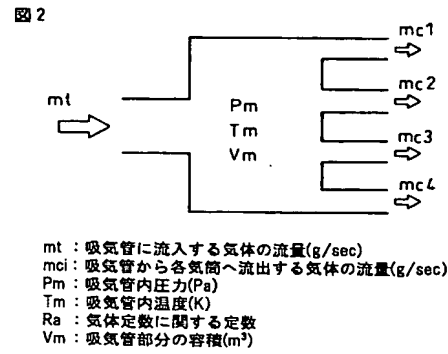 図2
mt
Pm
Tm
Vm
mc1
mc2
mc3
mc4
mt：吸気管に流入する気体の流量(g/sec)
mci：吸気管から各気筒へ流出する気体の流量(g/sec)
Pm：吸気管内圧力(Pa)
Tm：吸気管内温度(K)
Ra：気体定数に関する定数
Vm：吸気管部分の容積(m³)